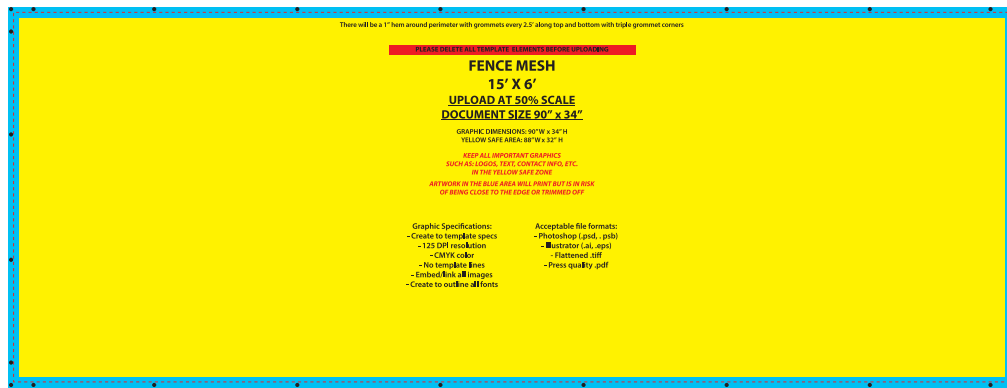 There will be a 1" hem around perimeter with grommets every 2.5' along top and bottom with triple grommet corners
PLEASE DELETE ALL TEMPLATE ELEMENTS BEFORE UPLOADING
FENCE MESH
15' X 6'
UPLOAD AT 50% SCALE
DOCUMENT SIZE 90" x 34"
GRAPHIC DIMENSIONS: 90" W x 34" H
YELLOW SAFE AREA: 88" W x 32" H
KEEP ALL IMPORTANT GRAPHICS
SUCH AS: LOGOS, TEXT, CONTACT INFO, ETC.
IN THE YELLOW SAFE ZONE
ARTWORK IN THE BLUE AREA WILL PRINT BUT IS IN RISK
OF BEING CLOSE TO THE EDGE OR TRIMMED OFF
Graphic Specifications:
- Create to template specs
- 125 DPI resolution
- CMYK color
- No template lines
- Embed/link all images
- Create to outline all fonts
Acceptable file formats:
- Photoshop (.psd, . psb)
- Illustrator (.ai, .eps)
- Flattened .tiff
- Press quality .pdf